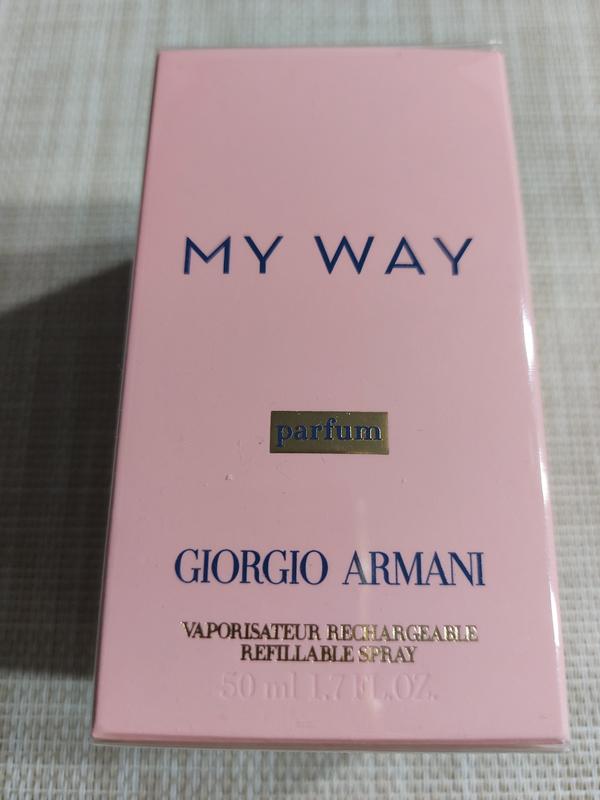 MY WAY
parfum
GIORGIO ARMANI
VAPORISATEUR RECHARGEABLE
REFILLABLE SPRAY
50 ml 1.7 FL.OZ.